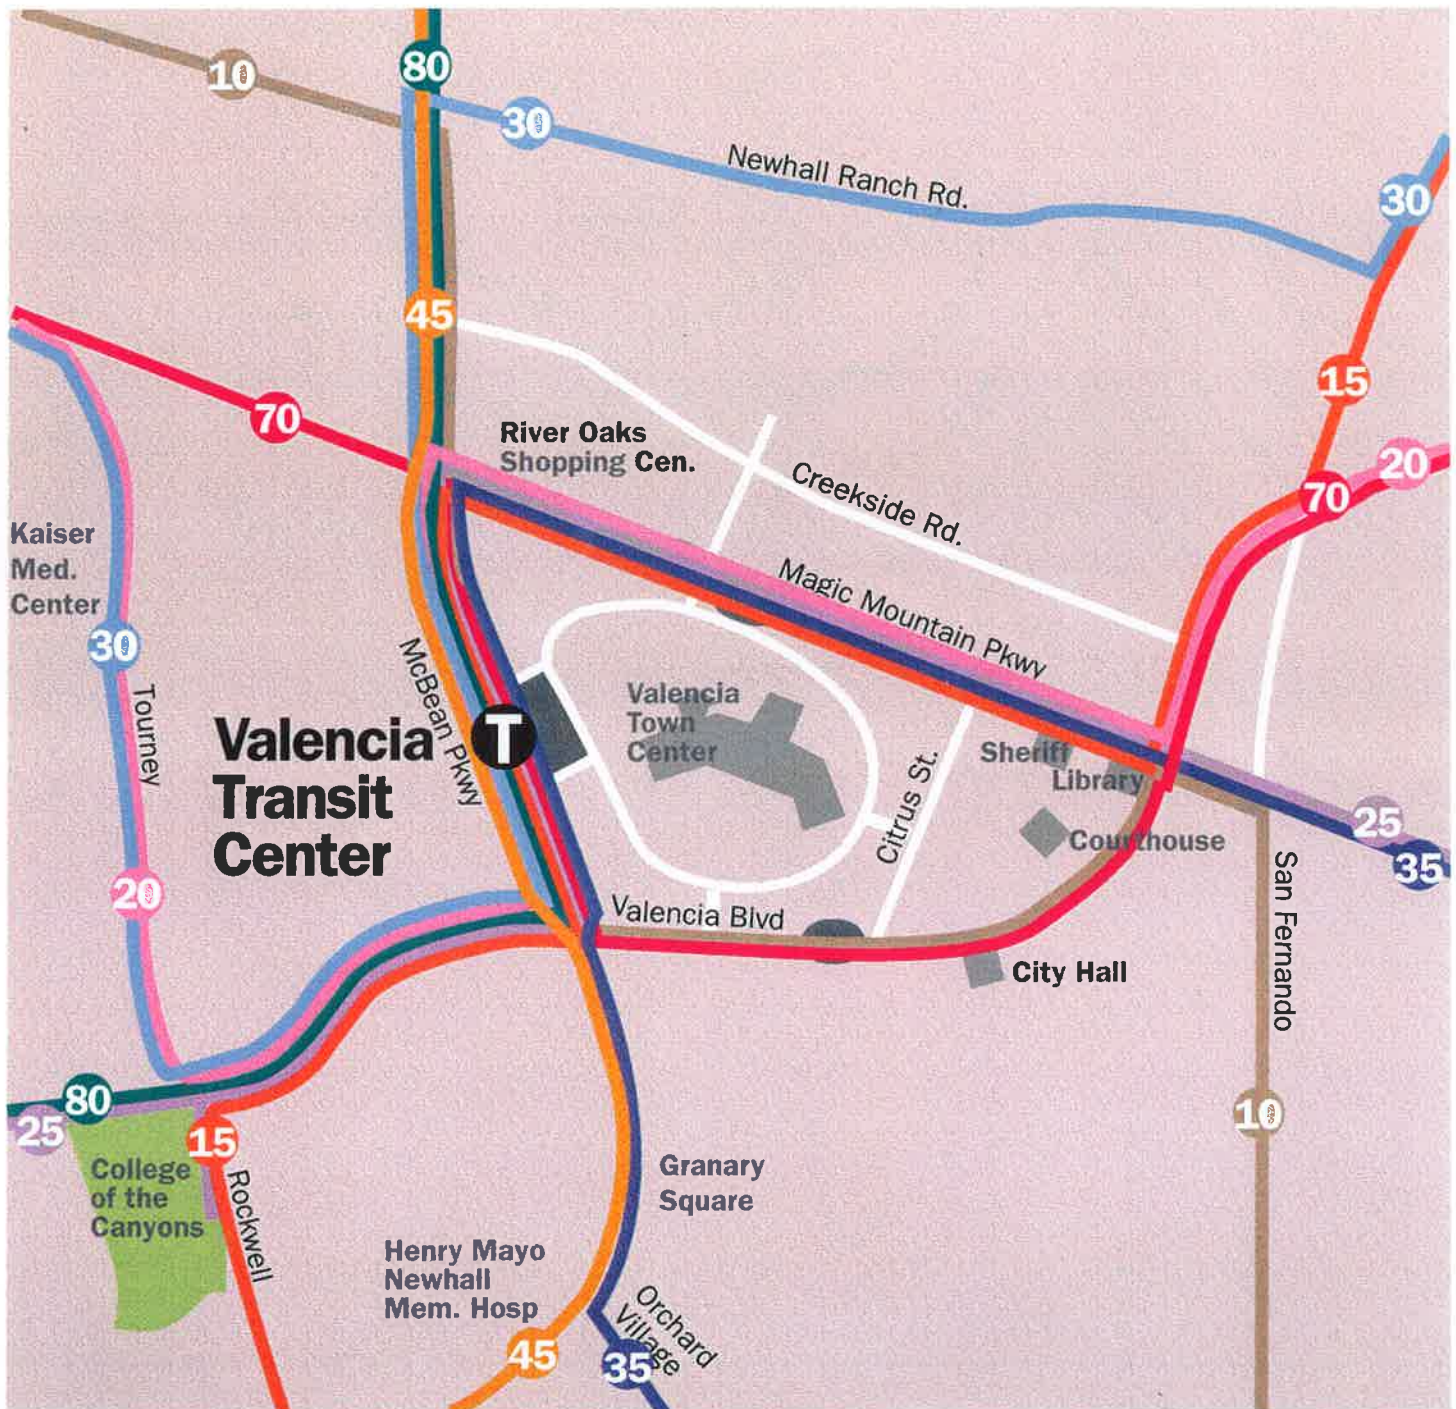 80
10
30
Newhall Ranch Rd.
30
45
15
70
River Oaks
Shopping Cen.
20
70
Creekside Rd.
Kaiser
Med.
Center
Magic Mountain Pkwy
30
McBean Pkwy
Tourney
Valencia
Town
Center
Valencia
Transit
Center
T
Sheriff
Library
Citrus St.
Courthouse
25
35
20
Valencia Blvd
San Fernando
City Hall
80
25
15
10
College
of the
Canyons
Rockwell
Granary
Square
Henry Mayo
Newhall
Mem. Hosp
Orchard
Village
45
35